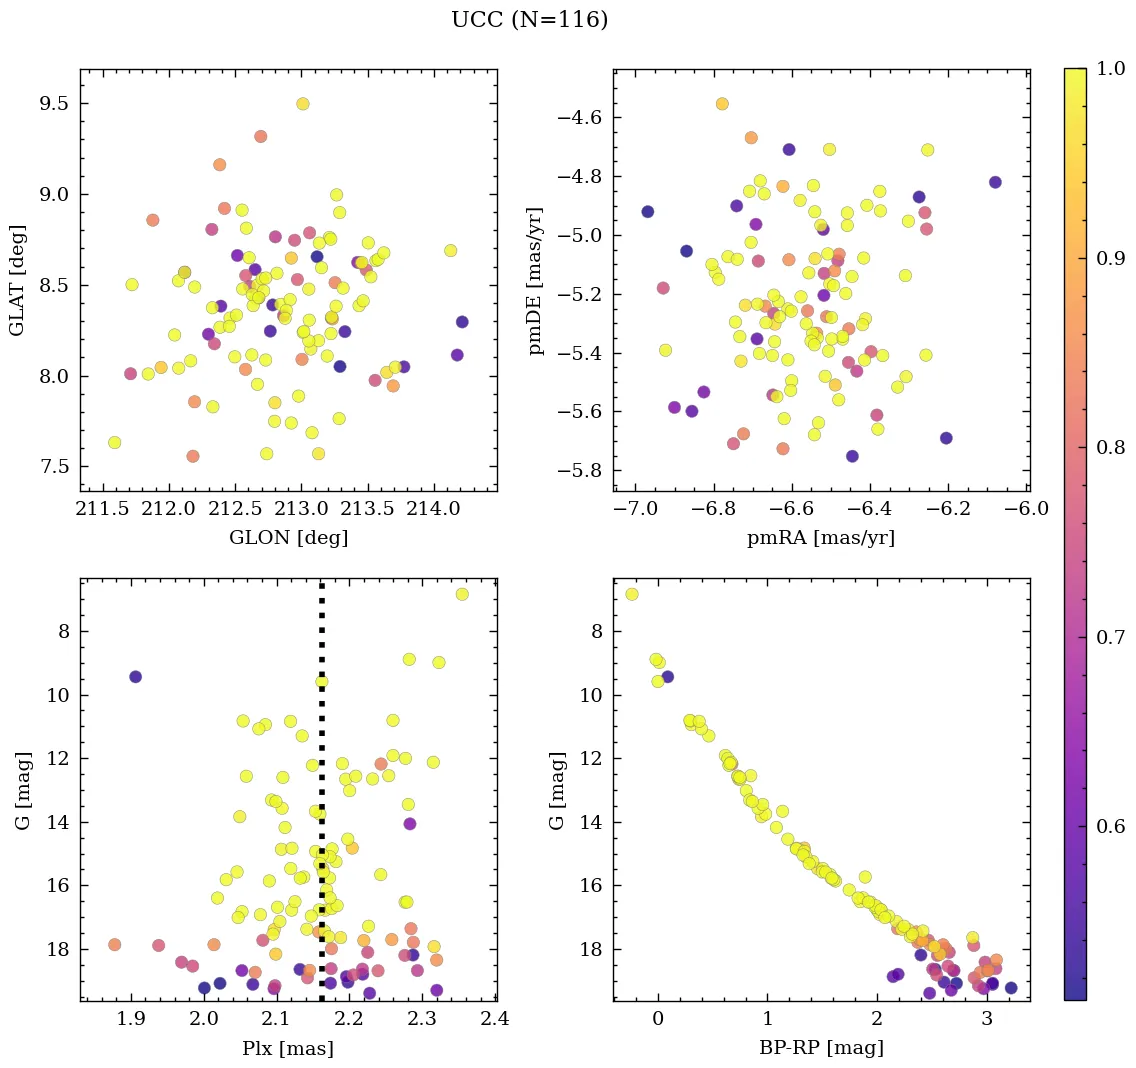 UCC (N=116)
9.5
9.0
8.5
8.0
7.5
GLAT [deg]
211.5 212.0 212.5 213.0 213.5 214.0
GLON [deg]
−4.6
−4.8
−5.0
−5.2
−5.4
−5.6
−5.8
pmDE [mas/yr]
−7.0 −6.8 −6.6 −6.4 −6.2 −6.0
pmRA [mas/yr]
1.0
0.9
0.8
0.7
0.6
8
10
12
14
16
18
G [mag]
1.9 2.0 2.1 2.2 2.3 2.4
Plx [mas]
8
10
12
14
16
18
G [mag]
0 1 2 3
BP-RP [mag]